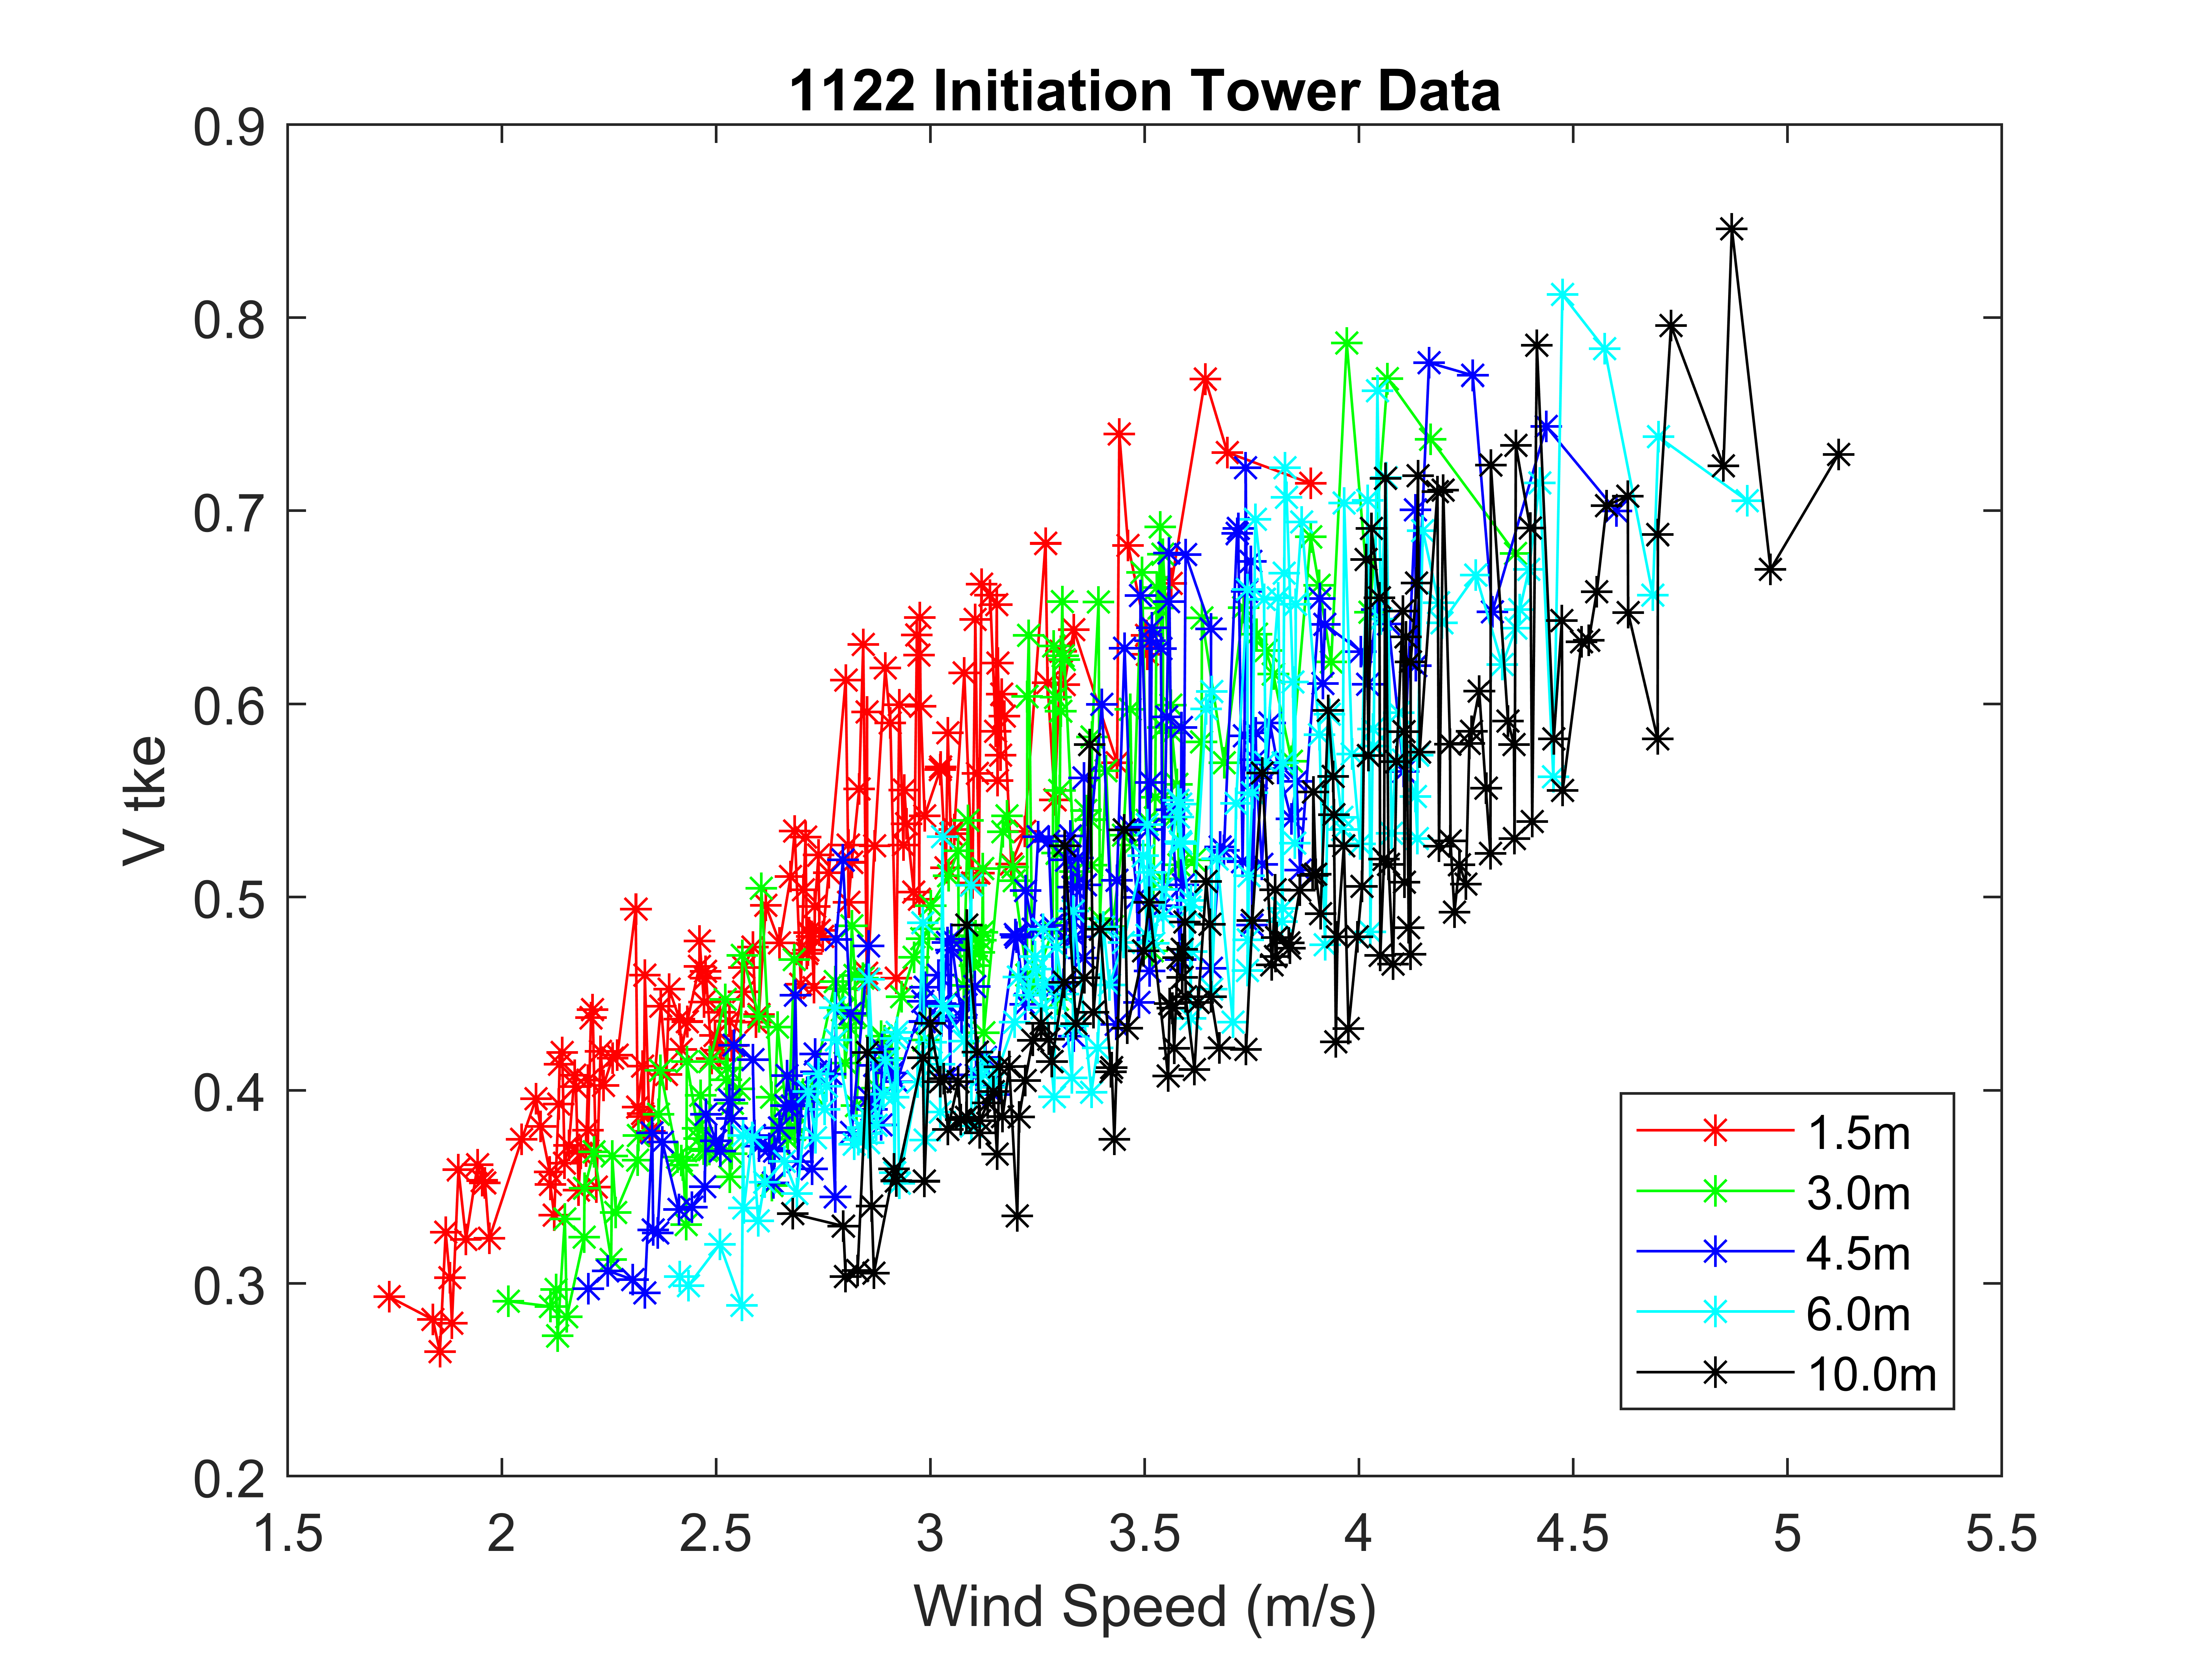 1122 Initiation Tower Data
0.9
0.8
0.7
0.6
0.5
0.4
0.3
0.2
V tke
1.5m
3.0m
4.5m
6.0m
10.0m
1.5 2 2.5 3 3.5 4 4.5 5 5.5
Wind Speed (m/s)